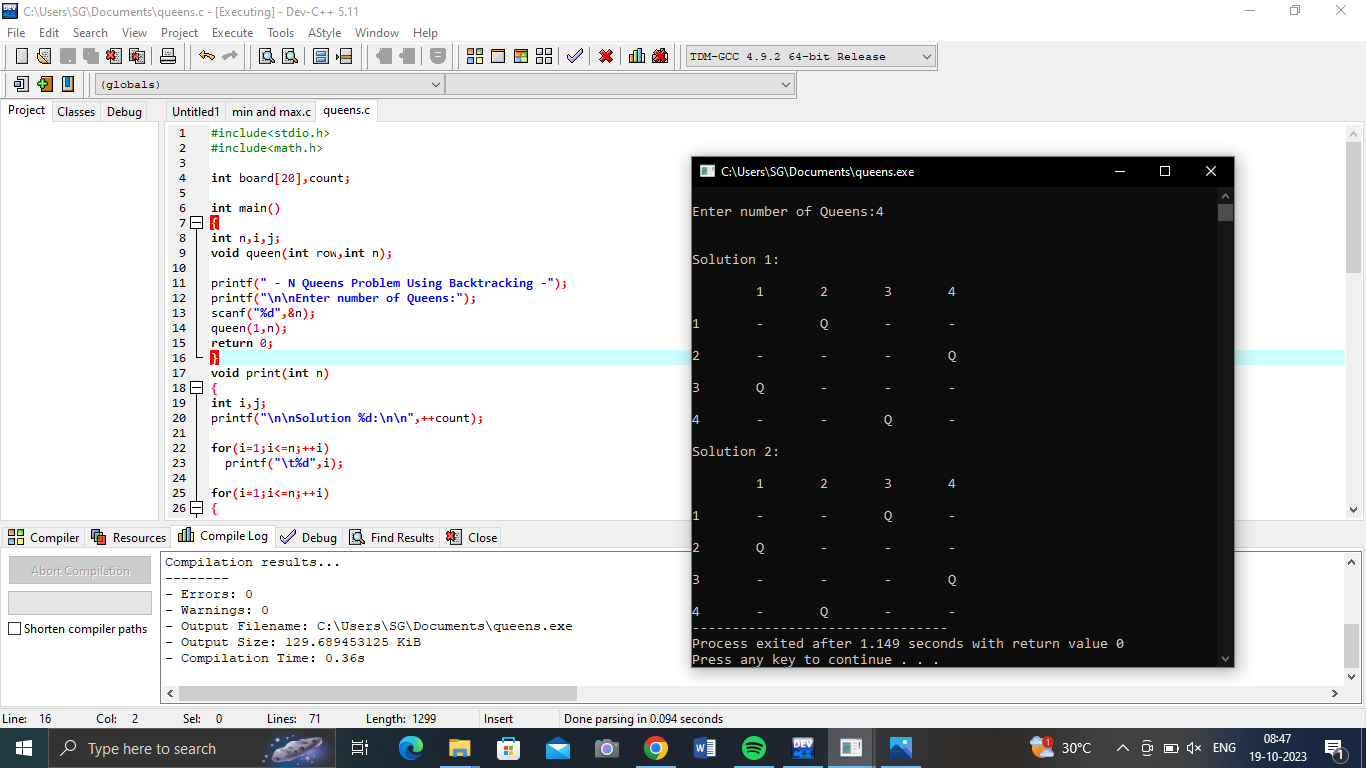 C:\Users\SG\Documents\queens.c - [Executing] - Dev-C++ 5.11
File Edit Search View Project Execute Tools AStyle Window Help
TDM-GCC 4.9.2 64-bit Release
(globals)
Project Classes Debug
Untitled1 min and max.c queens.c
1 #include<stdio.h>
2 #include<math.h>
3
4 int board[20],count;
5
6 int main()
7 {
8 int n,i,j;
9 void queen(int row,int n);
10
11 printf(" - N Queens Problem Using Backtracking -");
12 printf("\n\nEnter number of Queens:");
13 scanf("%d",&n);
14 queen(1,n);
15 return 0;
16 }
17 void print(int n)
18 {
19 int i,j;
20 printf("\n\nSolution %d:\n\n",++count);
21
22 for(i=1;i<=n;++i)
23 printf("\t%d",i);
24
25 for(i=1;i<=n;++i)
26 {
C:\Users\SG\Documents\queens.exe
Enter number of Queens:4
Solution 1:
1 2 3 4
1 - Q - -
2 - - - Q
3 Q - - -
4 - - Q -
Solution 2:
1 2 3 4
1 - - Q -
2 Q - - -
3 - - - Q
4 - Q - -
--------------------------------
Process exited after 1.149 seconds with return value 0
Press any key to continue . . .
Compiler Resources Compile Log Debug Find Results Close
Abort Compilation
Shorten compiler paths
Compilation results...
--------
- Errors: 0
- Warnings: 0
- Output Filename: C:\Users\SG\Documents\queens.exe
- Output Size: 129.689453125 KiB
- Compilation Time: 0.36s
Line: 16 Col: 2 Sel: 0 Lines: 71 Length: 1299 Insert Done parsing in 0.094 seconds
Type here to search
DEV
1
30°C
ENG
08:47
19-10-2023
1